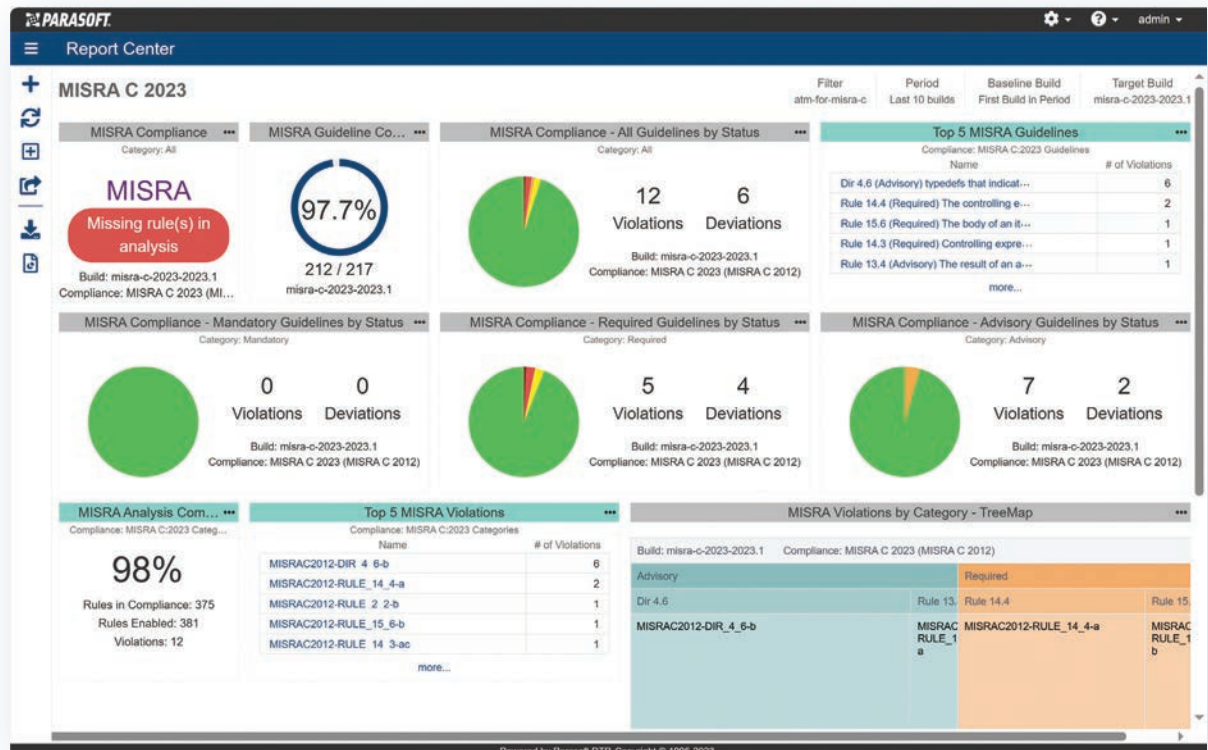 PARASOFT.
admin
Report Center
MISRA C 2023
Filter
atm-for-misra-c
Period
Last 10 builds
Baseline Build
First Build in Period
Target Build
misra-c-2023-2023.1
MISRA Compliance
Category: All
MISRA
Missing rule(s) in
analysis
Build: misra-c-2023-2023.1
Compliance: MISRA C 2023 (MI...
MISRA Guideline Co...
97.7%
212 / 217
misra-c-2023-2023.1
MISRA Compliance - All Guidelines by Status
Category: All
12 6
Violations Deviations
Build: misra-c-2023-2023.1
Compliance: MISRA C 2023 (MISRA C 2012)
Top 5 MISRA Guidelines
Compliance: MISRA C:2023 Guidelines
Name # of Violations
Dir 4.6 (Advisory) typedefs that indicat... 6
Rule 14.4 (Required) The controlling e... 2
Rule 15.6 (Required) The body of an it... 1
Rule 14.3 (Required) Controlling expre... 1
Rule 13.4 (Advisory) The result of an a... 1
more...
MISRA Compliance - Mandatory Guidelines by Status
Category: Mandatory
0 0
Violations Deviations
Build: misra-c-2023-2023.1
Compliance: MISRA C 2023 (MISRA C 2012)
MISRA Compliance - Required Guidelines by Status
Category: Required
5 4
Violations Deviations
Build: misra-c-2023-2023.1
Compliance: MISRA C 2023 (MISRA C 2012)
MISRA Compliance - Advisory Guidelines by Status
Category: Advisory
7 2
Violations Deviations
Build: misra-c-2023-2023.1
Compliance: MISRA C 2023 (MISRA C 2012)
MISRA Analysis Com...
Compliance: MISRA C:2023 Categ...
98%
Rules in Compliance: 375
Rules Enabled: 381
Violations: 12
Top 5 MISRA Violations
Compliance: MISRA C:2023 Categories
Name # of Violations
MISRAC2012-DIR_4_6-b 6
MISRAC2012-RULE_14_4-a 2
MISRAC2012-RULE_2_2-b 1
MISRAC2012-RULE_15_6-b 1
MISRAC2012-RULE_14_3-ac 1
more...
MISRA Violations by Category - TreeMap
Build: misra-c-2023-2023.1 Compliance: MISRA C 2023 (MISRA C 2012)
Advisory Required
Dir 4.6 Rule 13. Rule 14.4 Rule 15.
MISRAC2012-DIR_4_6-b
MISRAC
RULE_1
a
MISRAC2012-RULE_14_4-a
MISRAC
RULE_1
b